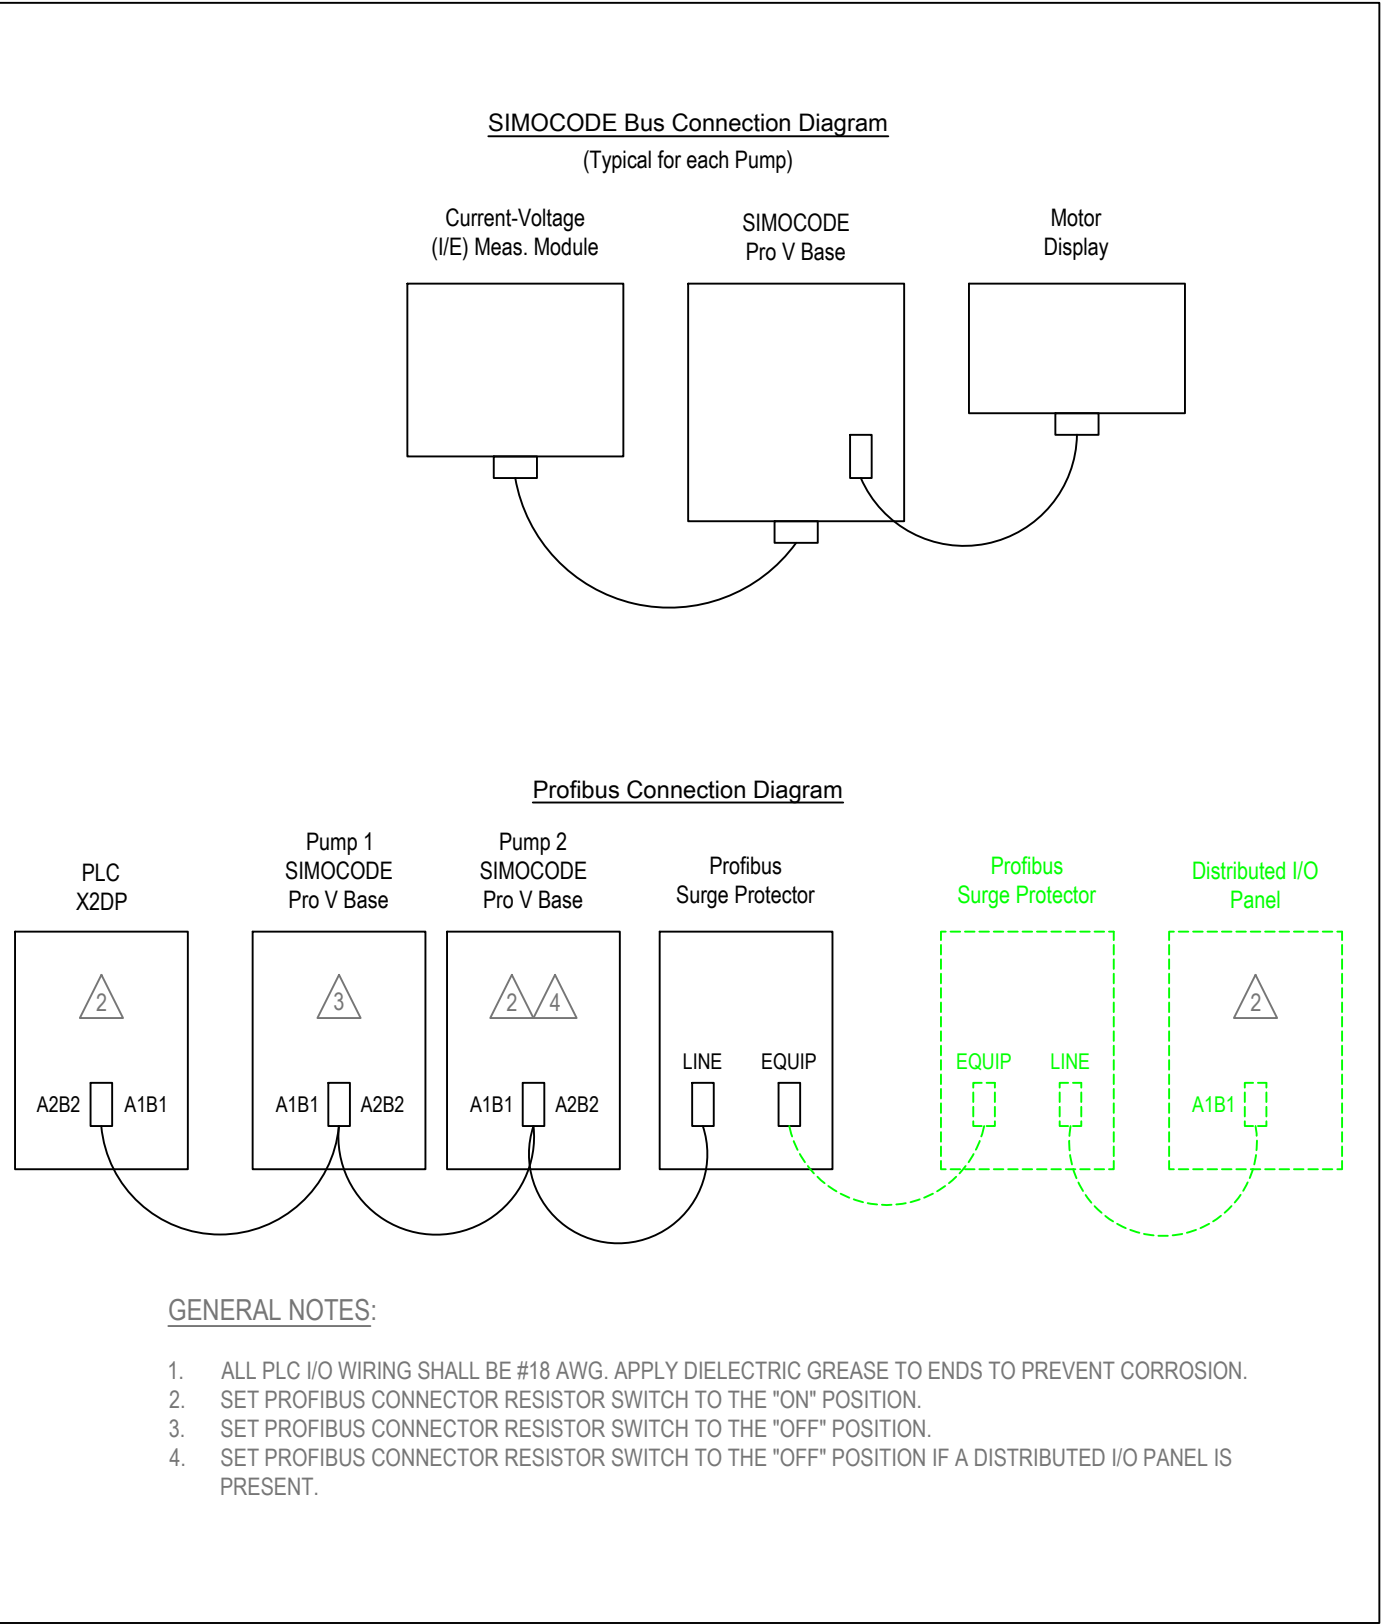 SIMOCODE Bus Connection Diagram
(Typical for each Pump)
Current-Voltage
(I/E) Meas. Module
SIMOCODE
Pro V Base
Motor
Display
Profibus Connection Diagram
PLC
X2DP
Pump 1
SIMOCODE
Pro V Base
Pump 2
SIMOCODE
Pro V Base
Profibus
Surge Protector
Profibus
Surge Protector
Distributed I/O
Panel
2
3
2
4
2
LINE
EQUIP
EQUIP
LINE
A2B2
A1B1
A1B1
A2B2
A1B1
A2B2
A1B1
GENERAL NOTES:
1. ALL PLC I/O WIRING SHALL BE #18 AWG. APPLY DIELECTRIC GREASE TO ENDS TO PREVENT CORROSION.
2. SET PROFIBUS CONNECTOR RESISTOR SWITCH TO THE "ON" POSITION.
3. SET PROFIBUS CONNECTOR RESISTOR SWITCH TO THE "OFF" POSITION.
4. SET PROFIBUS CONNECTOR RESISTOR SWITCH TO THE "OFF" POSITION IF A DISTRIBUTED I/O PANEL IS
PRESENT.